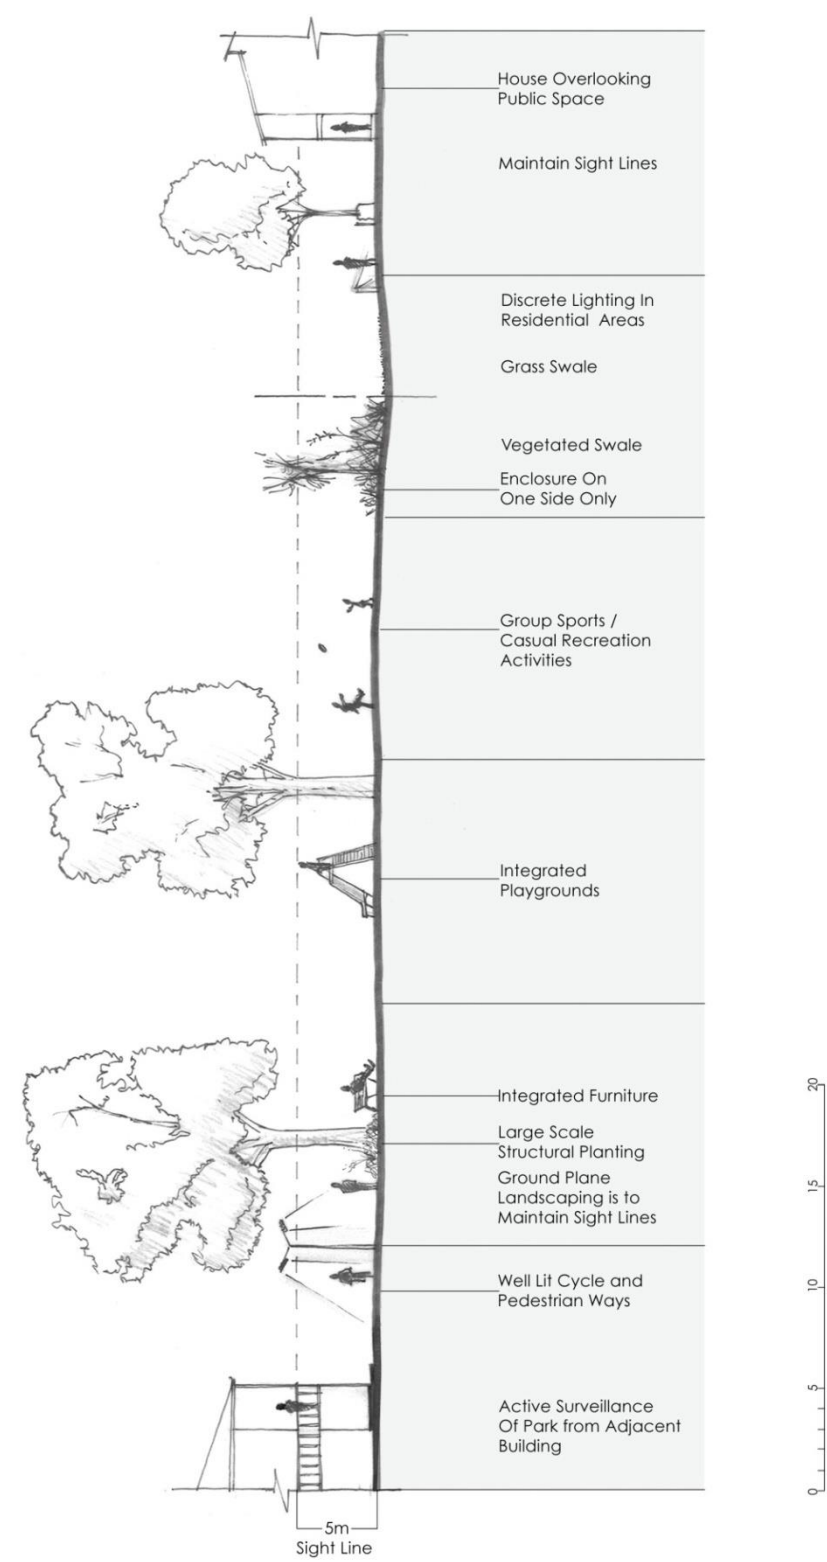 House Overlooking
Public Space
Maintain Sight Lines
Discrete Lighting In
Residential Areas
Grass Swale
Vegetated Swale
Enclosure On
One Side Only
Group Sports /
Casual Recreation
Activities
Integrated
Playgrounds
Integrated Furniture
Large Scale
Structural Planting
Ground Plane
Landscaping is to
Maintain Sight Lines
Well Lit Cycle and
Pedestrian Ways
Active Surveillance
Of Park from Adjacent
Building
20
15
10
5
0
5m
Sight Line